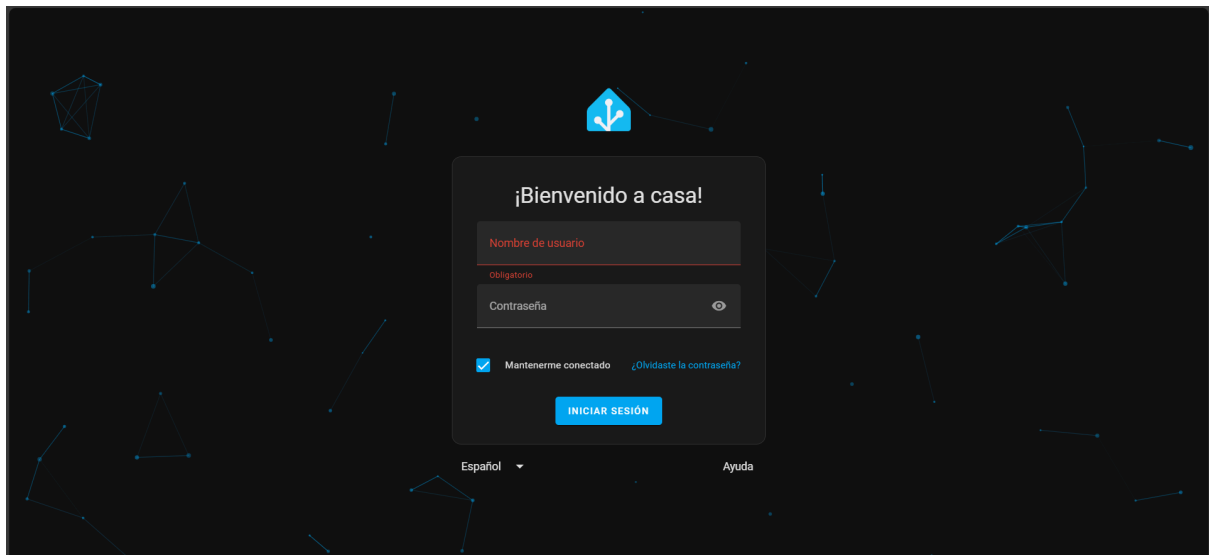 ¡Bienvenido a casa!
Nombre de usuario
Obligatorio
Contraseña
Mantenerme conectado ¿Olvidaste la contraseña?
INICIAR SESIÓN
Español Ayuda